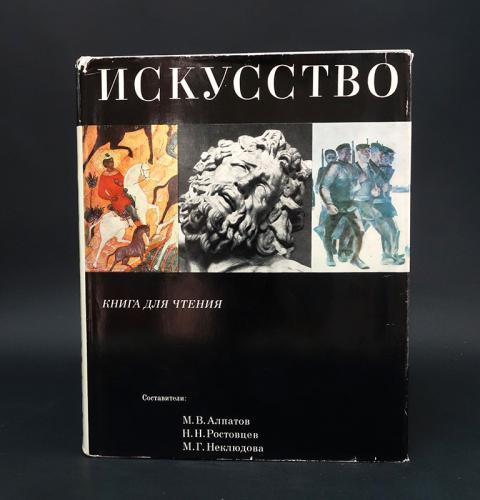 ИСКУССТВО
КНИГА ДЛЯ ЧТЕНИЯ
Составители:
М. В. Алпатов
Н. Н. Ростовцев
М. Г. Неклюдова